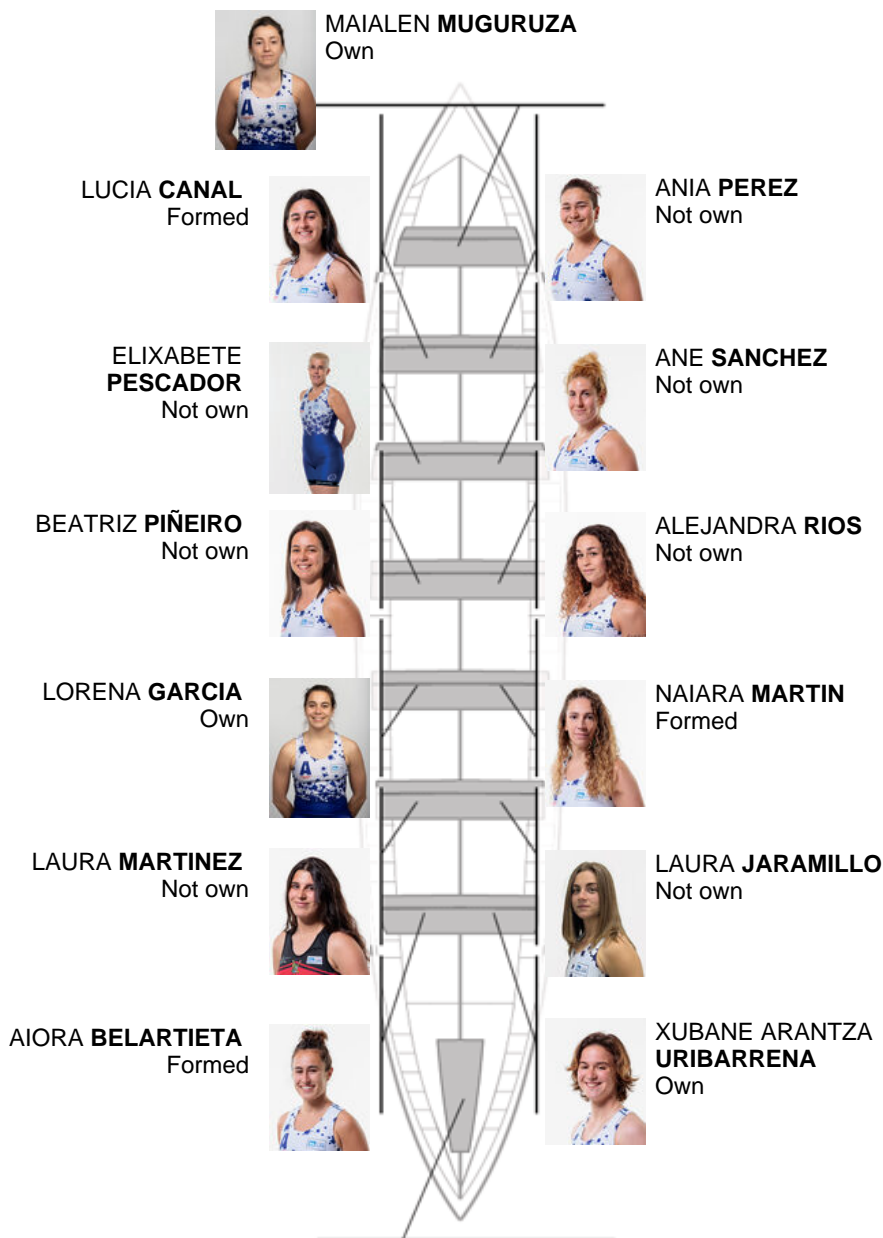 MAIALEN MUGURUZA
Own
LUCIA CANAL
Formed
ANIA PEREZ
Not own
ELIXABETE
PESCADOR
Not own
ANE SANCHEZ
Not own
BEATRIZ PIÑEIRO
Not own
ALEJANDRA RIOS
Not own
LORENA GARCIA
Own
NAIARA MARTIN
Formed
LAURA MARTINEZ
Not own
LAURA JARAMILLO
Not own
AIORA BELARTIETA
Formed
XUBANE ARANTZA
URIBARRENA
Own